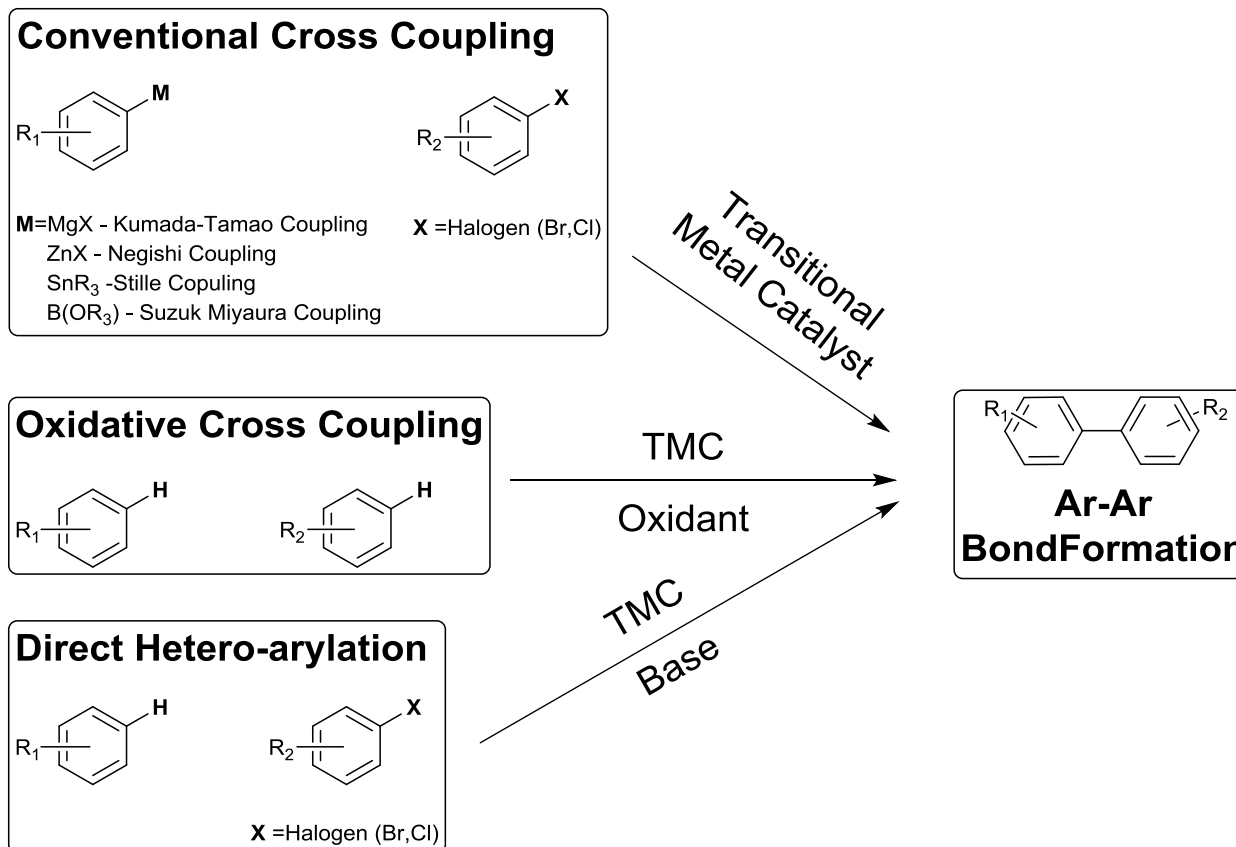 Conventional Cross Coupling
M
X
R1
R2
M=MgX - Kumada-Tamao Coupling
ZnX - Negishi Coupling
SnR3 -Stille Copuling
B(OR3) - Suzuk Miyaura Coupling
X =Halogen (Br,Cl)
Transitional
Metal Catalyst
Oxidative Cross Coupling
H
H
R1
R2
TMC
Oxidant
R1
R2
Ar-Ar
BondFormation
Direct Hetero-arylation
H
X
R1
R2
X =Halogen (Br,Cl)
TMC
Base